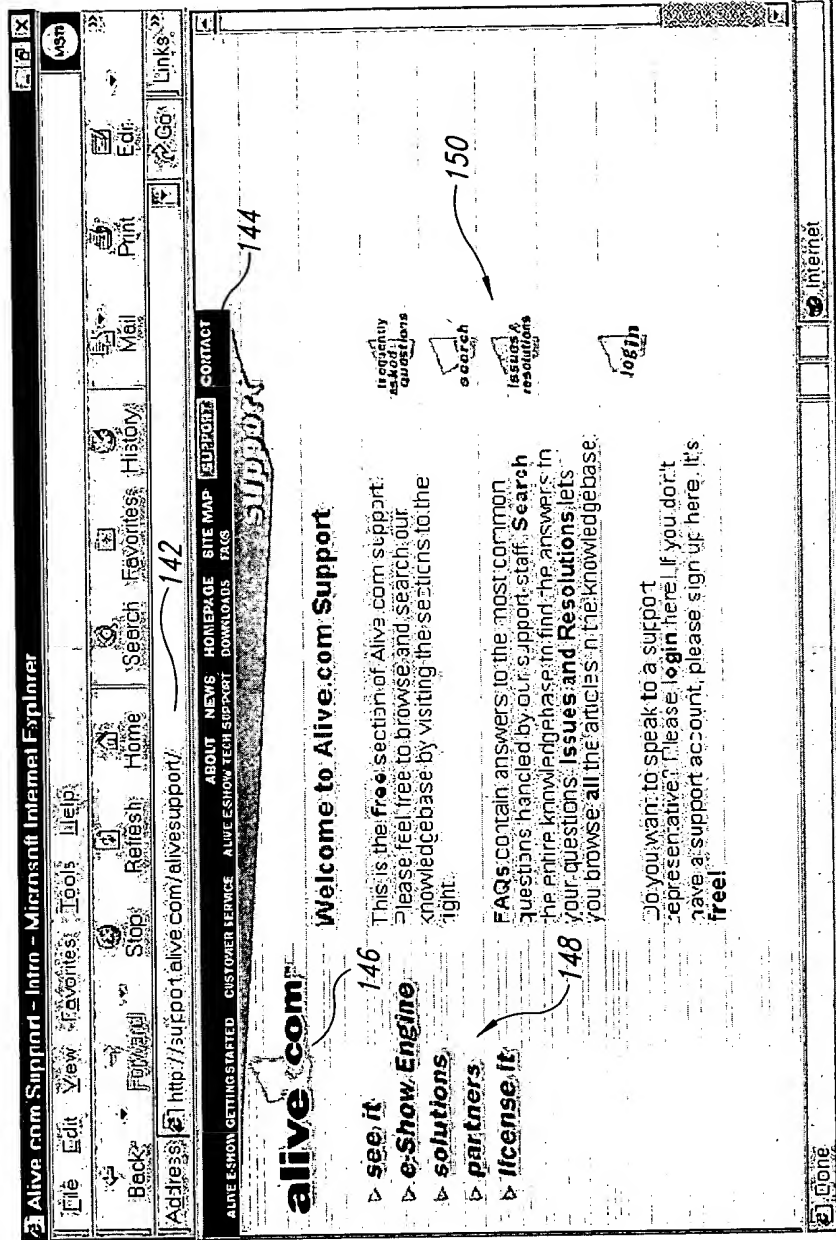 Alive.com Support - Intro - Microsoft Internet Explorer
File Edit View Favorites Tools Help
Back Forward Stop Refresh Home Search Favoritess History Mail Print Edit
msn
Address http://support.alive.com/alivesupport/ Go Links »
142
ABOUT NEWS HOMEPAGE SITE MAP SUPPORT CONTACT
144
ALIVE E-SHOW GETTING STARTED CUSTOMER SERVICE ALIVE E-SHOW TECH SUPPORT DOWNLOADS FAQS
support
alive.com
146
see it
e-Show Engine
solutions
partners
license it
148
Welcome to Alive.com Support
This is the free section of Alive.com support.
Please feel free to browse and search our
knowledgebase by visiting the sections to the
right.
FAQs contain answers to the most common
questions handled by our support staff. Search
the entire knowledgebase to find the answers to
your questions. Issues and Resolutions lets
you browse all the articles in the knowledgebase.
Do you want to speak to a support
representative? Please login here! If you don't
have a support account, please sign up here. It's
free!
frequently
asked
questions
search
issues &
resolutions
150
login
Done
Internet